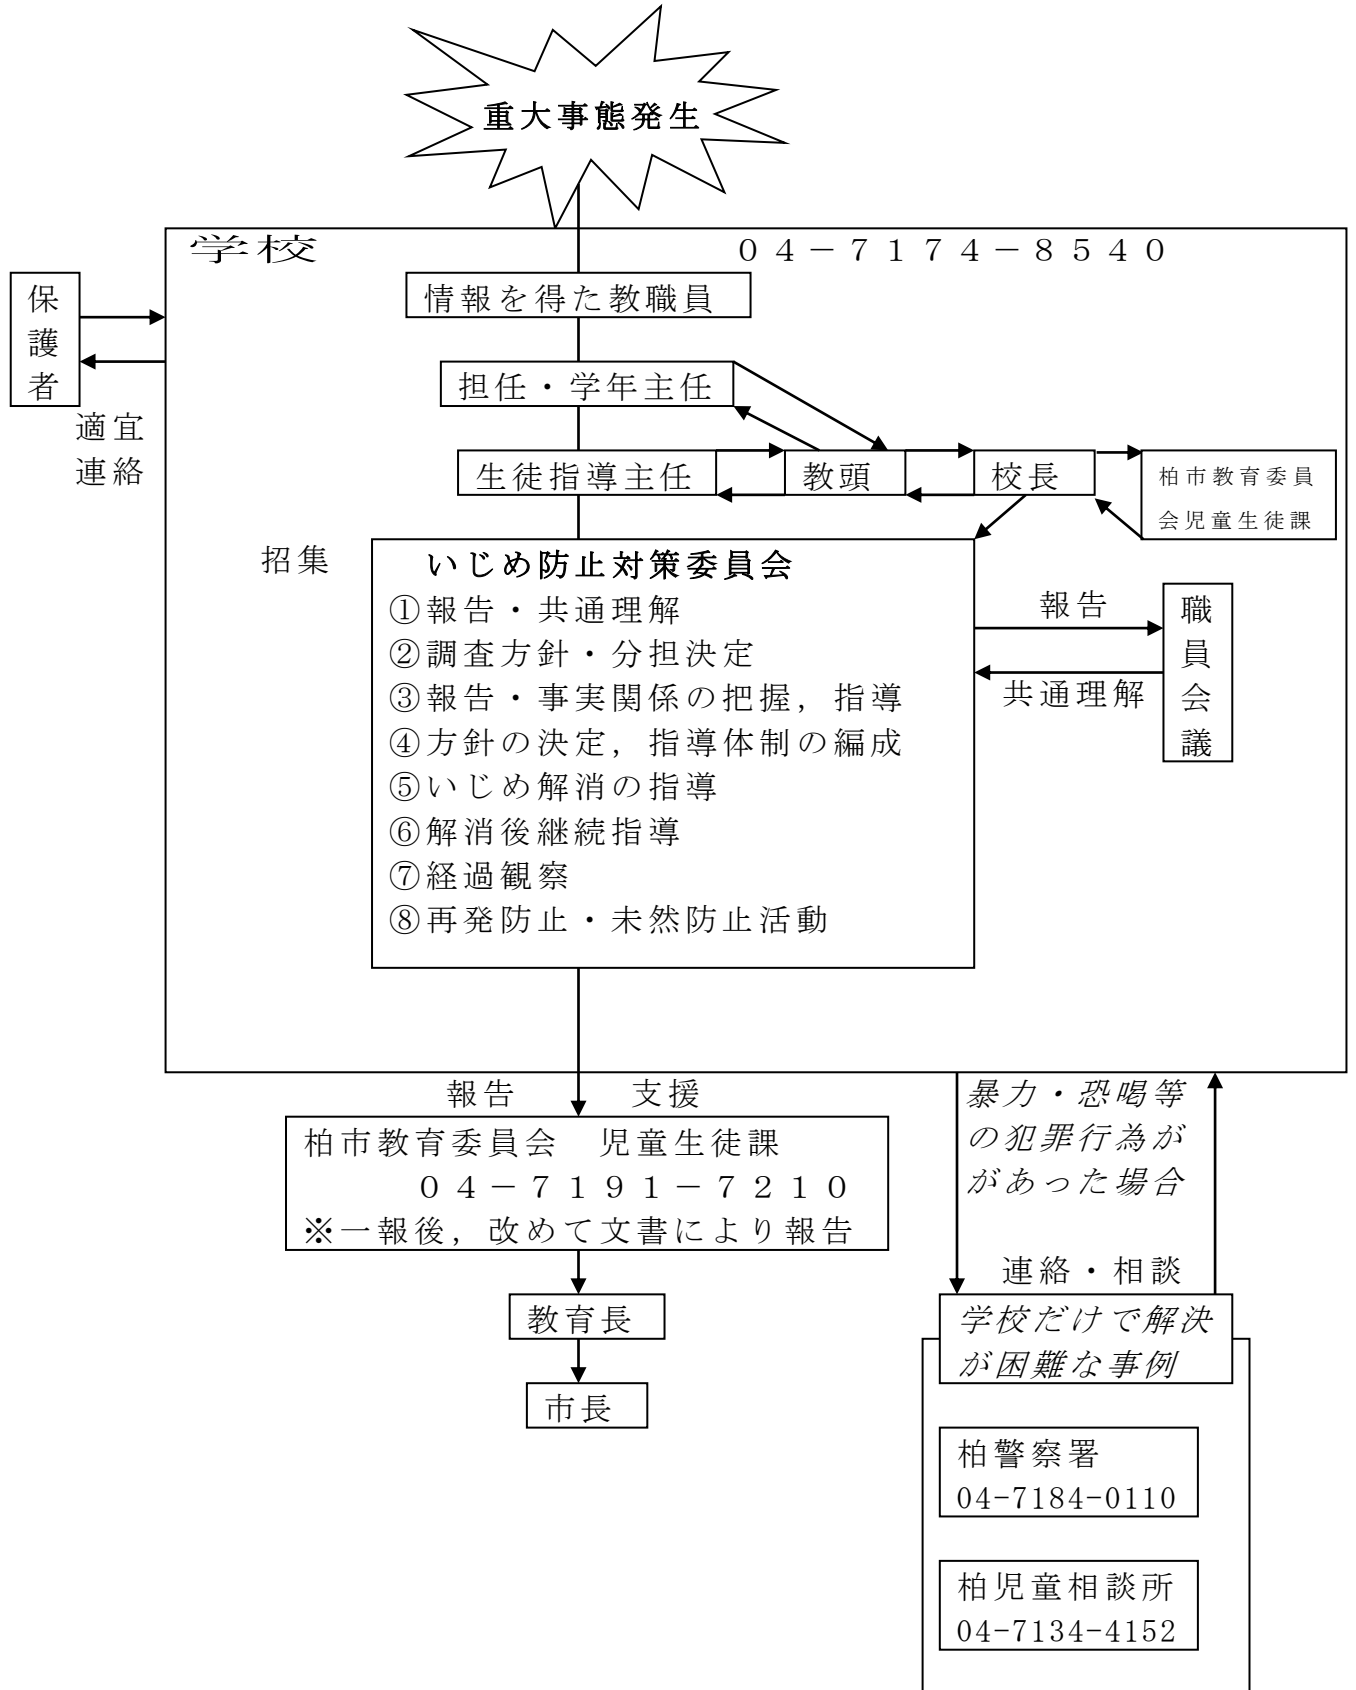 重大事態発生
学校　０４－７１７４－８５４０
情報を得た教職員
保護者
担任・学年主任
適宜
連絡
生徒指導主任
教頭
校長
柏市教育委員
会児童生徒課
招集
いじめ防止対策委員会
①報告・共通理解
②調査方針・分担決定
③報告・事実関係の把握，指導
④方針の決定，指導体制の編成
⑤いじめ解消の指導
⑥解消後継続指導
⑦経過観察
⑧再発防止・未然防止活動
報告
共通理解
職員会議
報告　支援
柏市教育委員会　児童生徒課
０４－７１９１－７２１０
※一報後，改めて文書により報告
教育長
市長
暴力・恐喝等
の犯罪行為が
があった場合
連絡・相談
学校だけで解決
が困難な事例
柏警察署
04-7184-0110
柏児童相談所
04-7134-4152